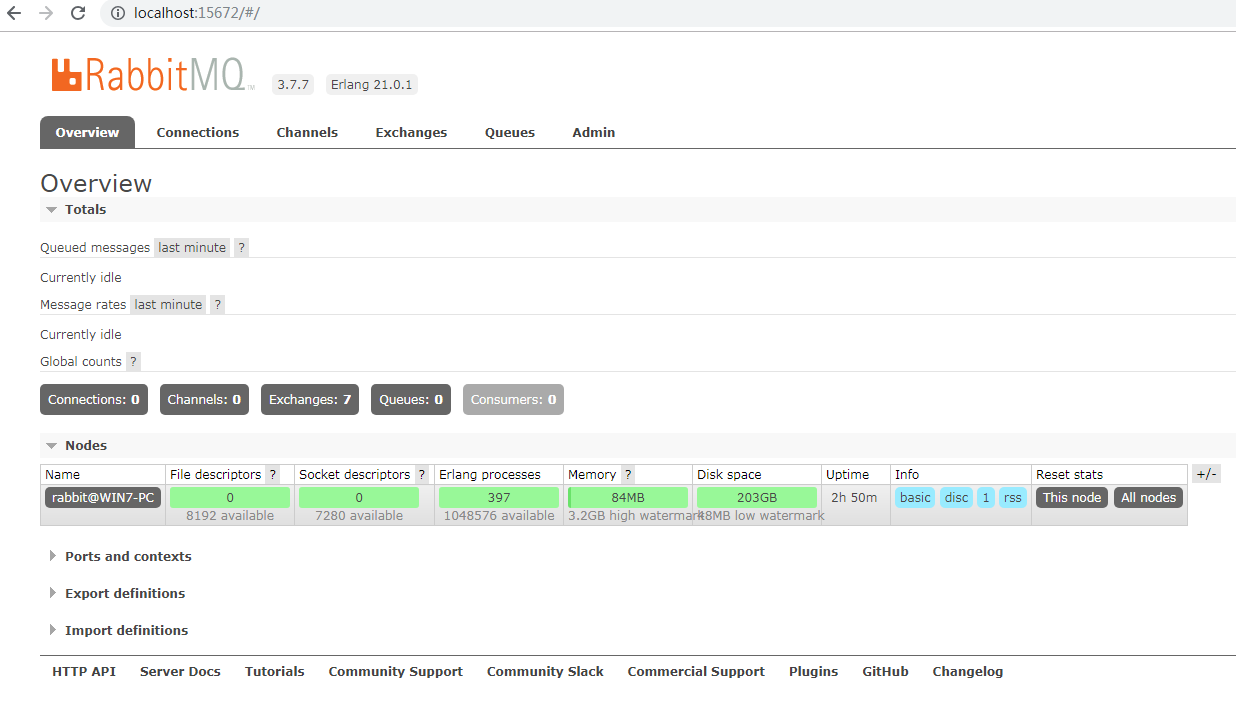 localhost:15672/#/
RabbitMQ TM 3.7.7 Erlang 21.0.1
Overview Connections Channels Exchanges Queues Admin
Overview
Totals
Queued messages last minute ?
Currently idle
Message rates last minute ?
Currently idle
Global counts ?
Connections: 0 Channels: 0 Exchanges: 7 Queues: 0 Consumers: 0
Nodes
Name File descriptors ? Socket descriptors ? Erlang processes Memory ? Disk space Uptime Info Reset stats +/-
rabbit@WIN7-PC 0 0 397 84MB 203GB 2h 50m basic disc 1 rss This node All nodes
8192 available 7280 available 1048576 available 3.2GB high watermark 48MB low watermark
Ports and contexts
Export definitions
Import definitions
HTTP API Server Docs Tutorials Community Support Community Slack Commercial Support Plugins GitHub Changelog